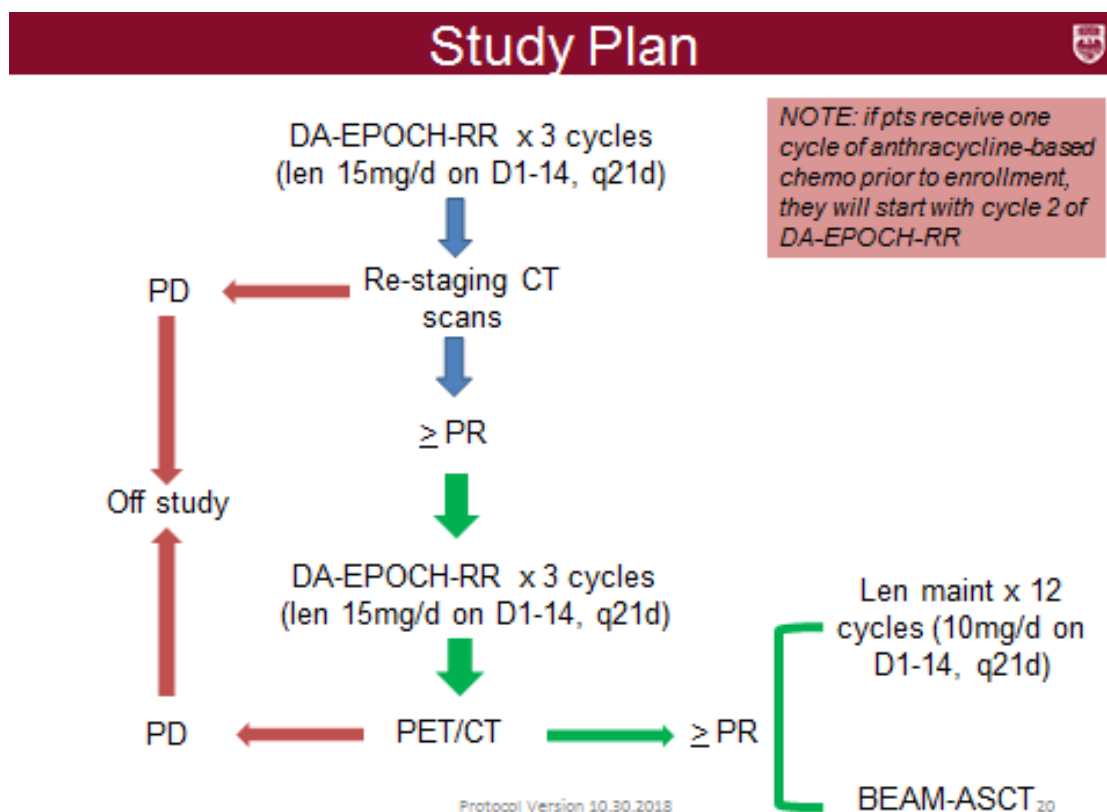 Study Plan
DA-EPOCH-RR x 3 cycles
(len 15mg/d on D1-14, q21d)
NOTE: if pts receive one
cycle of anthracycline-based
chemo prior to enrollment,
they will start with cycle 2 of
DA-EPOCH-RR
PD
Re-staging CT
scans
≥ PR
Off study
DA-EPOCH-RR x 3 cycles
(len 15mg/d on D1-14, q21d)
Len maint x 12
cycles (10mg/d on
D1-14, q21d)
PD
PET/CT
≥ PR
BEAM-ASCT
Protocol Version 10.30.2018
20